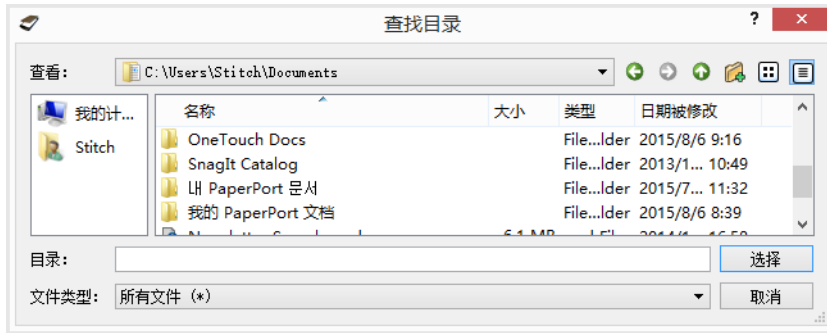 查找目录
?
查看: C:\Users\Stitch\Documents
我的计...
Stitch
名称 大小 类型 日期被修改
OneTouch Docs File...lder 2015/8/6 9:16
SnagIt Catalog File...lder 2013/1... 10:49
내 PaperPort 문서 File...lder 2015/7... 11:32
我的 PaperPort 文档 File...lder 2015/8/6 8:39
目录: 选择
文件类型: 所有文件 (*) 取消